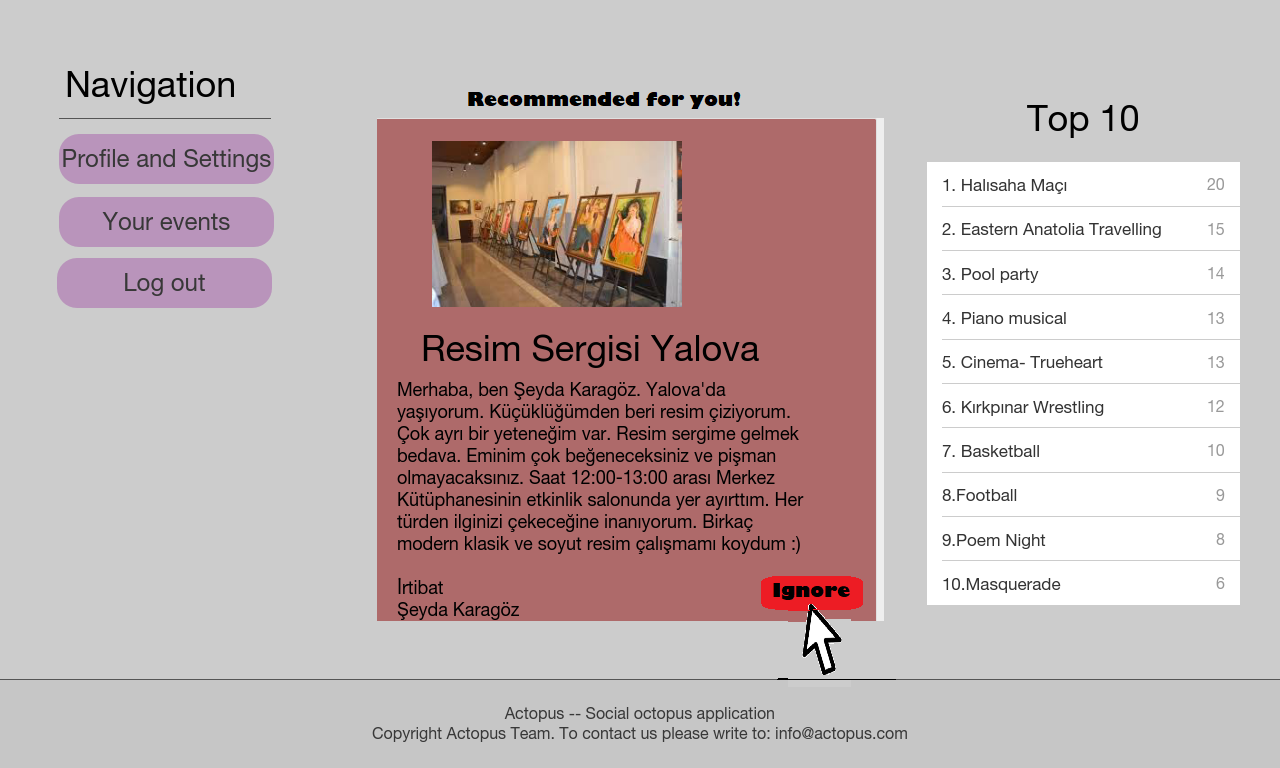 Navigation
Profile and Settings
Your events
Log out
Recommended for you!
Resim Sergisi Yalova
Merhaba, ben Şeyda Karagöz. Yalova'da
yaşıyorum. Küçüklüğümden beri resim çiziyorum.
Çok ayrı bir yeteneğim var. Resim sergime gelmek
bedava. Eminim çok beğeneceksiniz ve pişman
olmayacaksınız. Saat 12:00-13:00 arası Merkez
Kütüphanesinin etkinlik salonunda yer ayırttım. Her
türden ilginizi çekeceğine inanıyorum. Birkaç
modern klasik ve soyut resim çalışmamı koydum :)
İrtibat
Şeyda Karagöz
Ignore
Top 10
1. Halısaha Maçı 20
2. Eastern Anatolia Travelling 15
3. Pool party 14
4. Piano musical 13
5. Cinema- Trueheart 13
6. Kırkpınar Wrestling 12
7. Basketball 10
8.Football 9
9.Poem Night 8
10.Masquerade 6
Actopus -- Social octopus application
Copyright Actopus Team. To contact us please write to: info@actopus.com